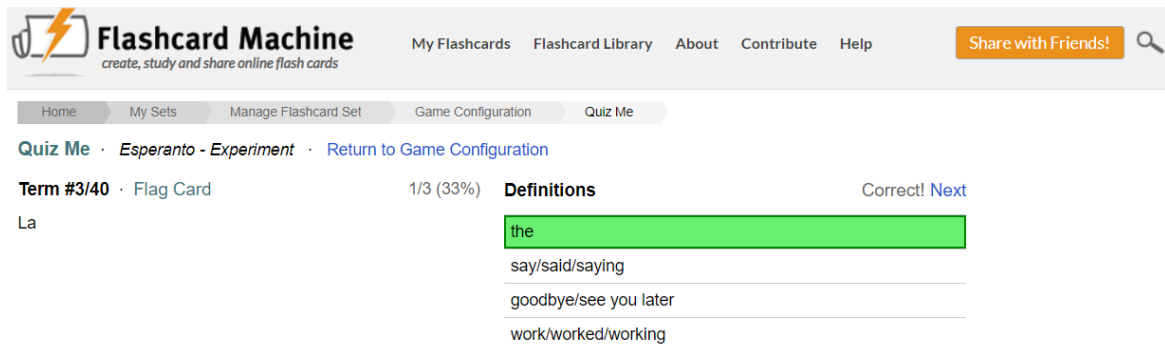 Flashcard Machine
create, study and share online flash cards
My Flashcards Flashcard Library About Contribute Help Share with Friends!
Home My Sets Manage Flashcard Set Game Configuration Quiz Me
Quiz Me · Esperanto - Experiment · Return to Game Configuration
Term #3/40 · Flag Card 1/3 (33%) Definitions Correct! Next
La
the
say/said/saying
goodbye/see you later
work/worked/working